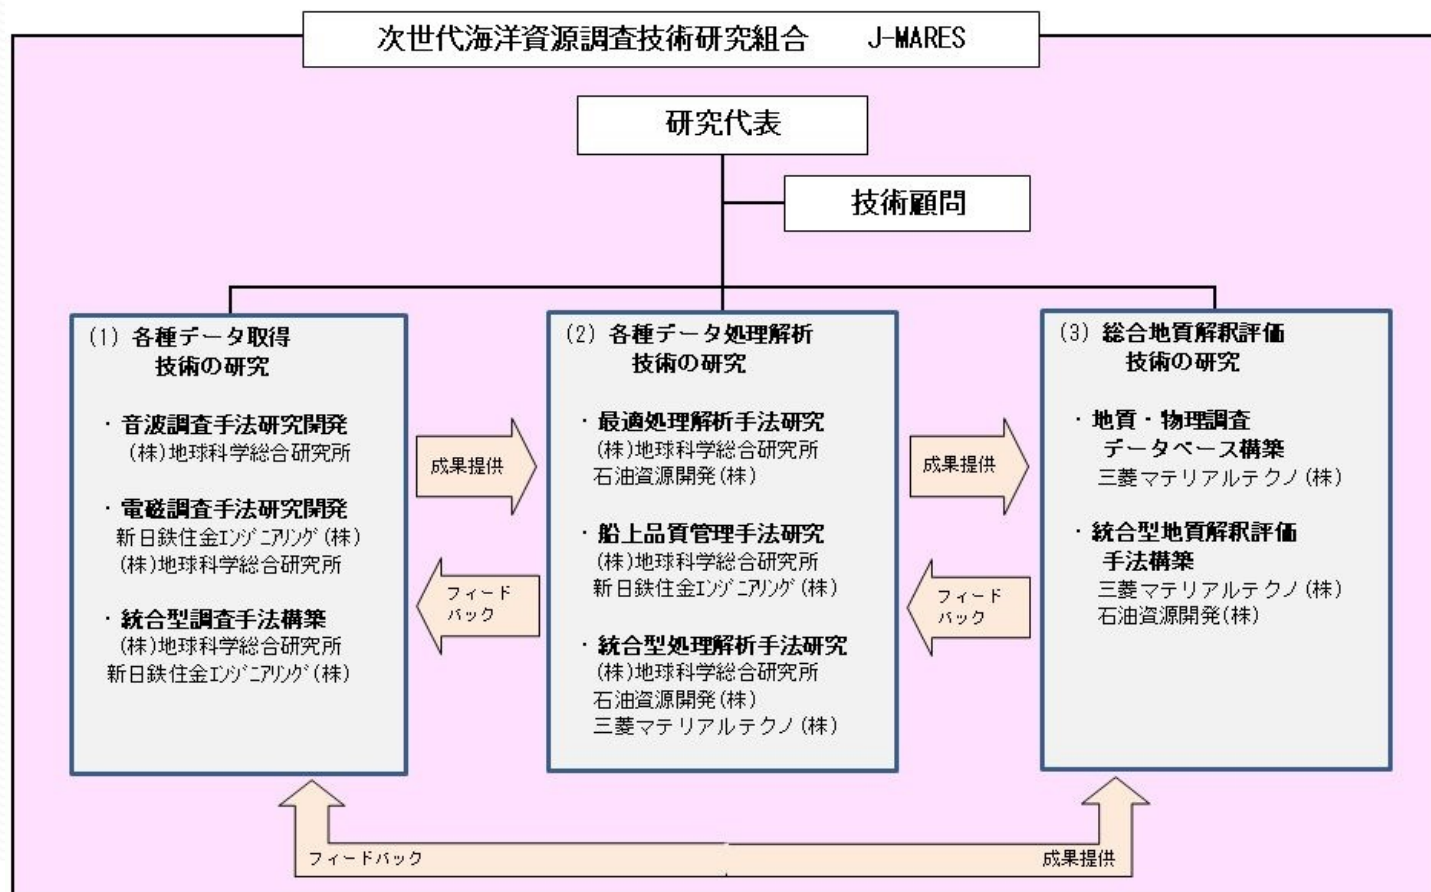 次世代海洋資源調査技術研究組合　　J-MARES
研究代表
技術顧問
(1) 各種データ取得
技術の研究
・音波調査手法研究開発
(株)地球科学総合研究所
・電磁調査手法研究開発
新日鉄住金ｴﾝｼﾞﾆｱﾘﾝｸﾞ(株)
(株)地球科学総合研究所
・統合型調査手法構築
(株)地球科学総合研究所
新日鉄住金ｴﾝｼﾞﾆｱﾘﾝｸﾞ(株)
成果提供
フィード
バック
(2) 各種データ処理解析
技術の研究
・最適処理解析手法研究
(株)地球科学総合研究所
石油資源開発(株)
・船上品質管理手法研究
(株)地球科学総合研究所
新日鉄住金ｴﾝｼﾞﾆｱﾘﾝｸﾞ(株)
・統合型処理解析手法研究
(株)地球科学総合研究所
石油資源開発(株)
三菱マテリアルテクノ(株)
成果提供
フィード
バック
(3) 総合地質解釈評価
技術の研究
・地質・物理調査
データベース構築
三菱マテリアルテクノ(株)
・統合型地質解釈評価
手法構築
三菱マテリアルテクノ(株)
石油資源開発(株)
フィードバック
成果提供